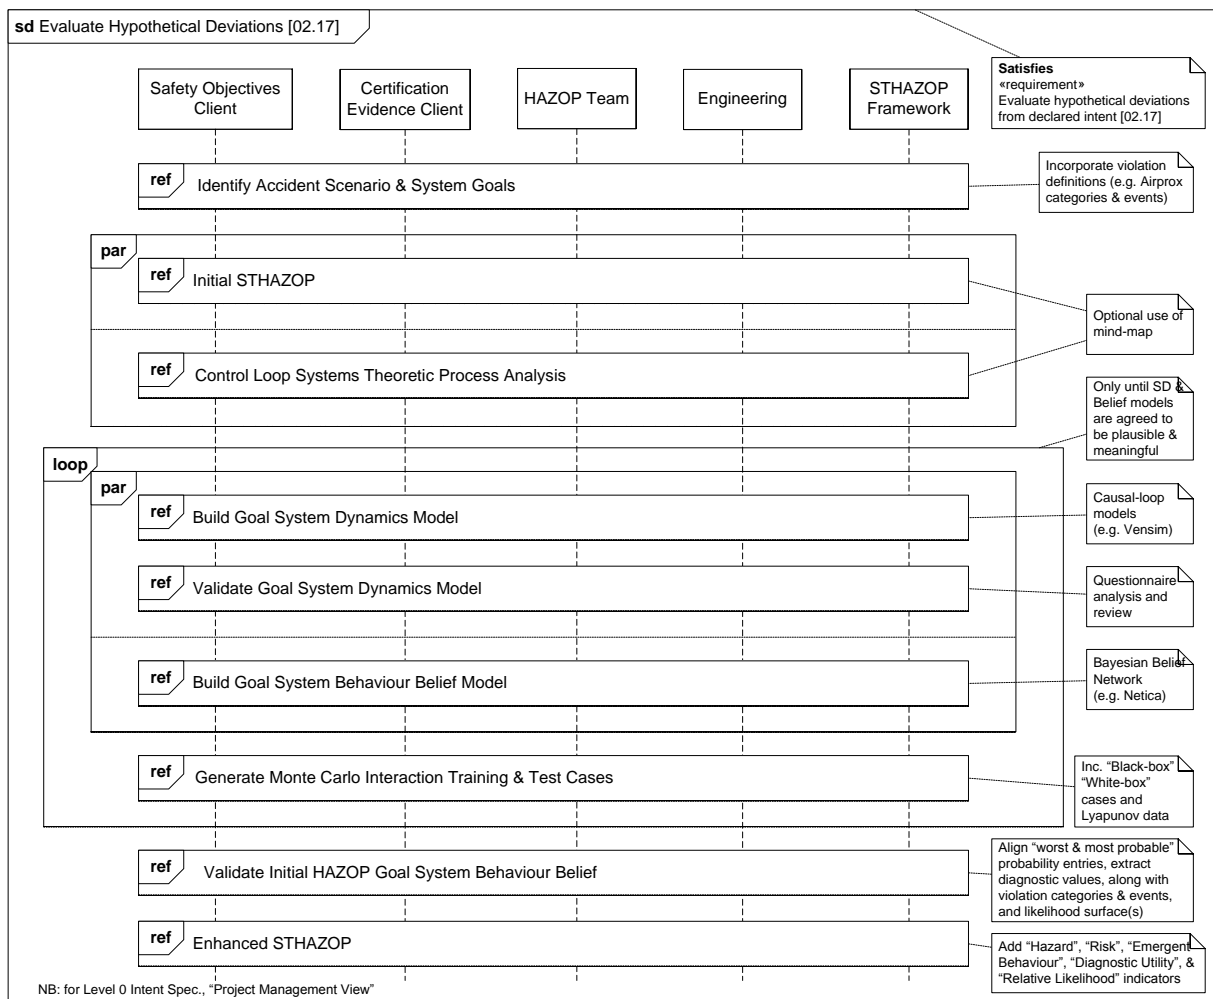 sd Evaluate Hypothetical Deviations [02.17]
Safety Objectives
Client
Certification
Evidence Client
HAZOP Team
Engineering
STHAZOP
Framework
Satisfies
«requirement»
Evaluate hypothetical deviations
from declared intent [02.17]
ref
Identify Accident Scenario & System Goals
Incorporate violation
definitions (e.g. Airprox
categories & events)
par
ref
Initial STHAZOP
Optional use of
mind-map
ref
Control Loop Systems Theoretic Process Analysis
Only until SD &
Belief models
are agreed to
be plausible &
meaningful
loop
par
ref
Build Goal System Dynamics Model
Causal-loop
models
(e.g. Vensim)
ref
Validate Goal System Dynamics Model
Questionnaire
analysis and
review
ref
Build Goal System Behaviour Belief Model
Bayesian Belief
Network
(e.g. Netica)
ref
Generate Monte Carlo Interaction Training & Test Cases
Inc. “Black-box”
“White-box”
cases and
Lyapunov data
ref
Validate Initial HAZOP Goal System Behaviour Belief
Align “worst & most probable”
probability entries, extract
diagnostic values, along with
violation categories & events,
and likelihood surface(s)
ref
Enhanced STHAZOP
Add “Hazard”, “Risk”, “Emergent
Behaviour”, “Diagnostic Utility”, &
“Relative Likelihood” indicators
NB: for Level 0 Intent Spec., “Project Management View”